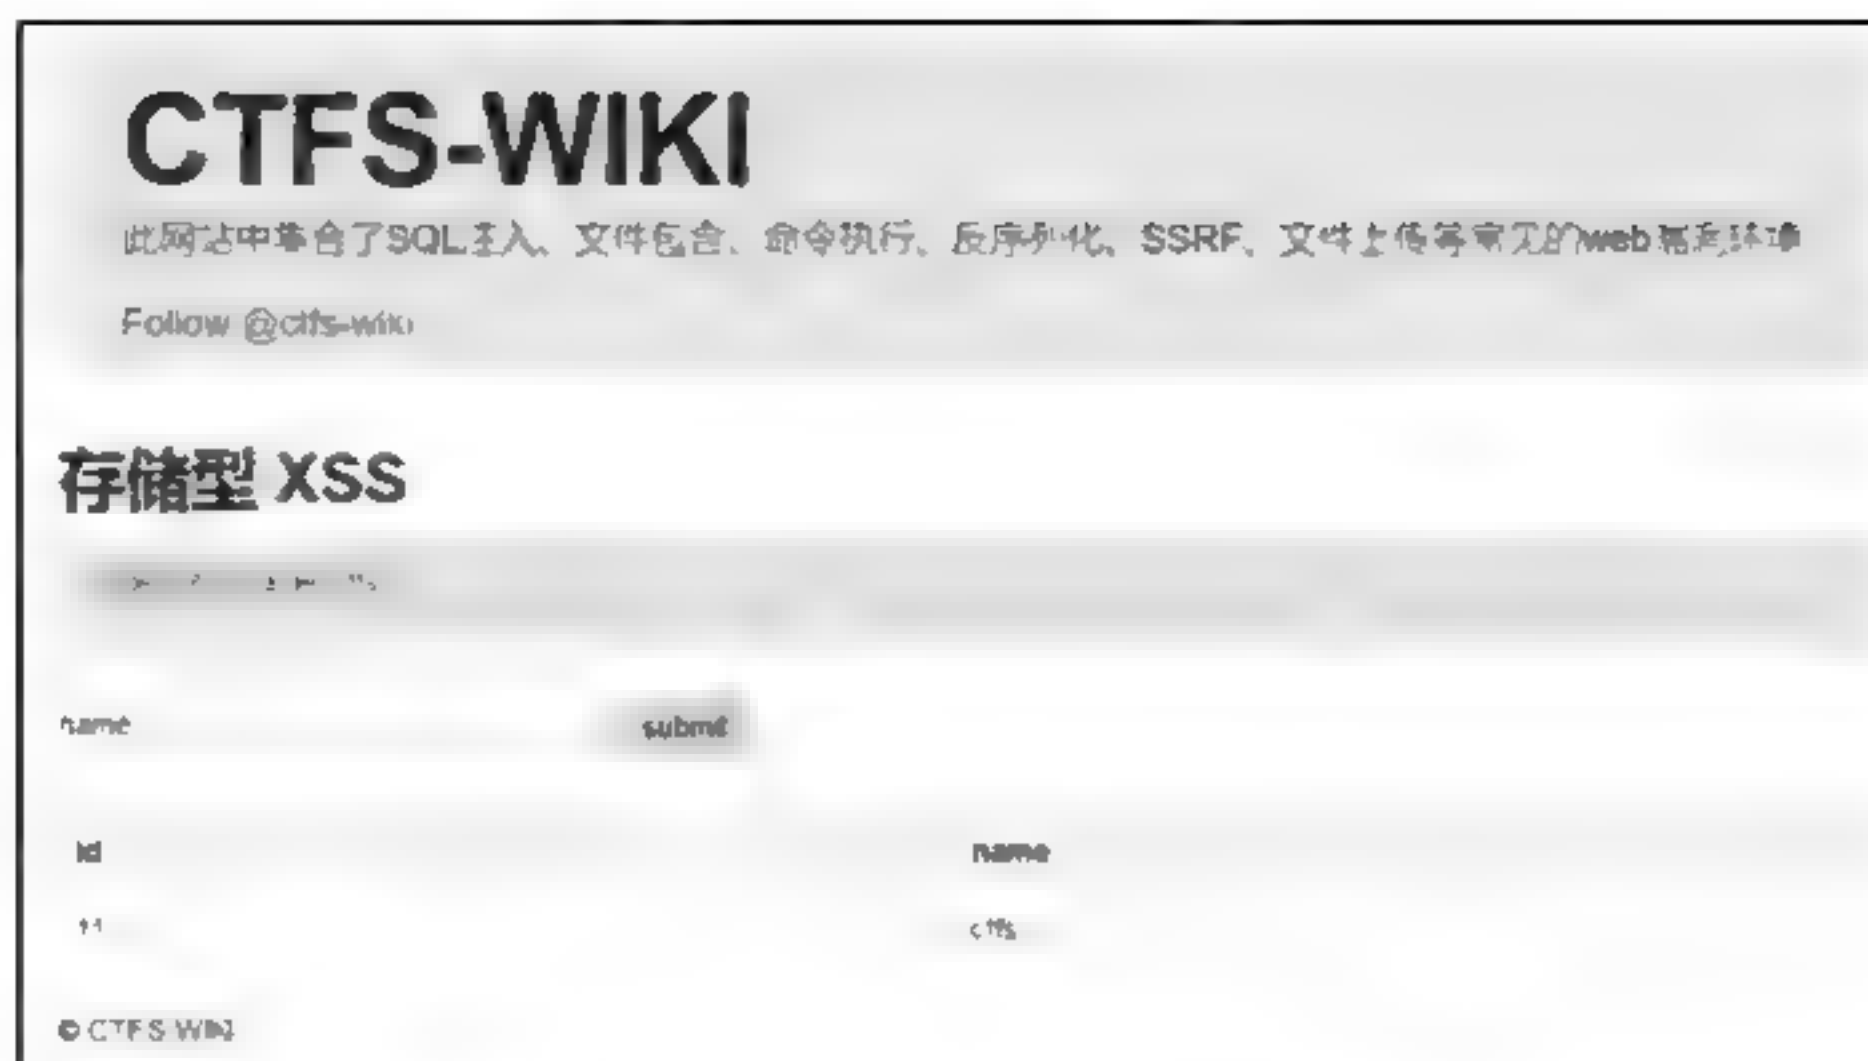 CTFS-WIKI
此网站中集合了SQL注入、文件包含、命令执行、反序列化、SSRF、文件上传等常见的web漏洞环境
Follow @ctfs-wiki
存储型 XSS
name submit
id name
11 ctfs
© CTFS-WIKI